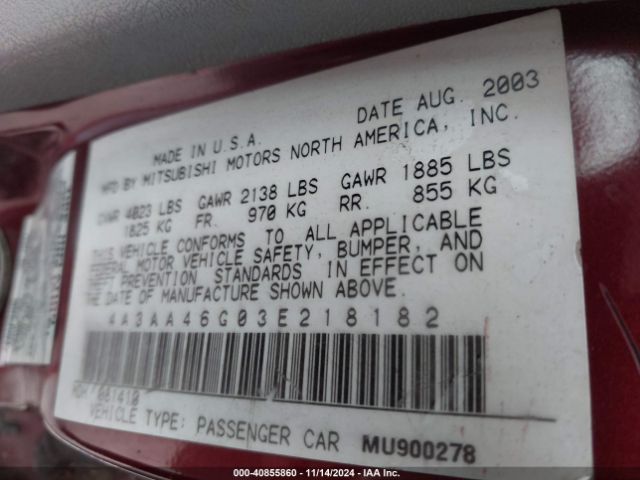 MADE IN U.S.A. DATE AUG. 2003
MFD BY MITSUBISHI MOTORS NORTH AMERICA, INC.
GVWR 4023 LBS GAWR 2138 LBS GAWR 1885 LBS
1825 KG FR. 970 KG RR. 855 KG
THIS VEHICLE CONFORMS TO ALL APPLICABLE
FEDERAL MOTOR VEHICLE SAFETY, BUMPER, AND
THEFT PREVENTION STANDARDS IN EFFECT ON
THE DATE OF MANUFACTURE SHOWN ABOVE.
4A3AA46G03E218182
ADM 061410
VEHICLE TYPE: PASSENGER CAR MU900278
000-40855860 - 11/14/2024 - IAA Inc.